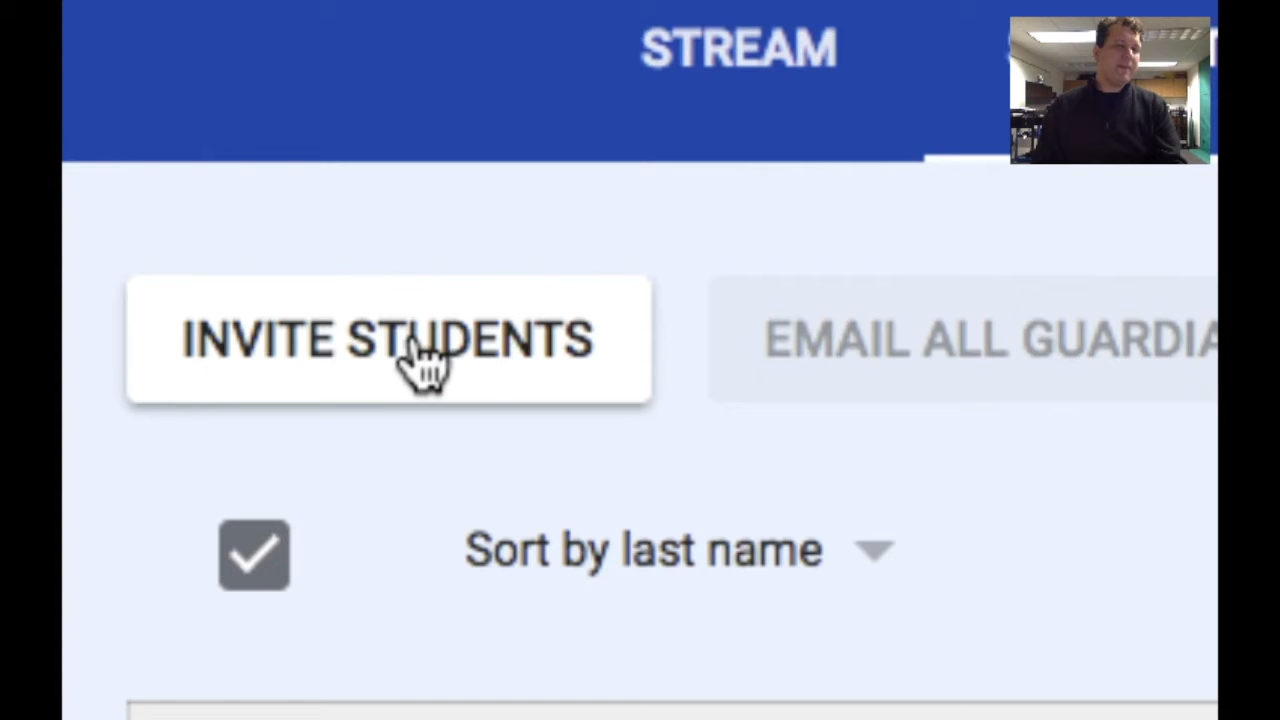 STREAM
INVITE STUDENTS
EMAIL ALL GUARDIA
Sort by last name